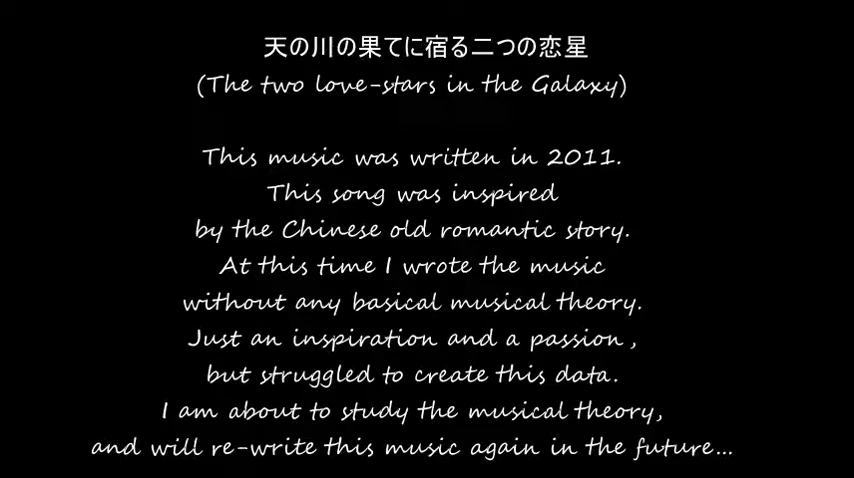 天の川の果てに宿る二つの恋星
(The two love-stars in the Galaxy)
This music was written in 2011.
This song was inspired
by the Chinese old romantic story.
At this time I wrote the music
without any basical musical theory.
Just an inspiration and a passion,
but struggled to create this data.
I am about to study the musical theory,
and will re-write this music again in the future...